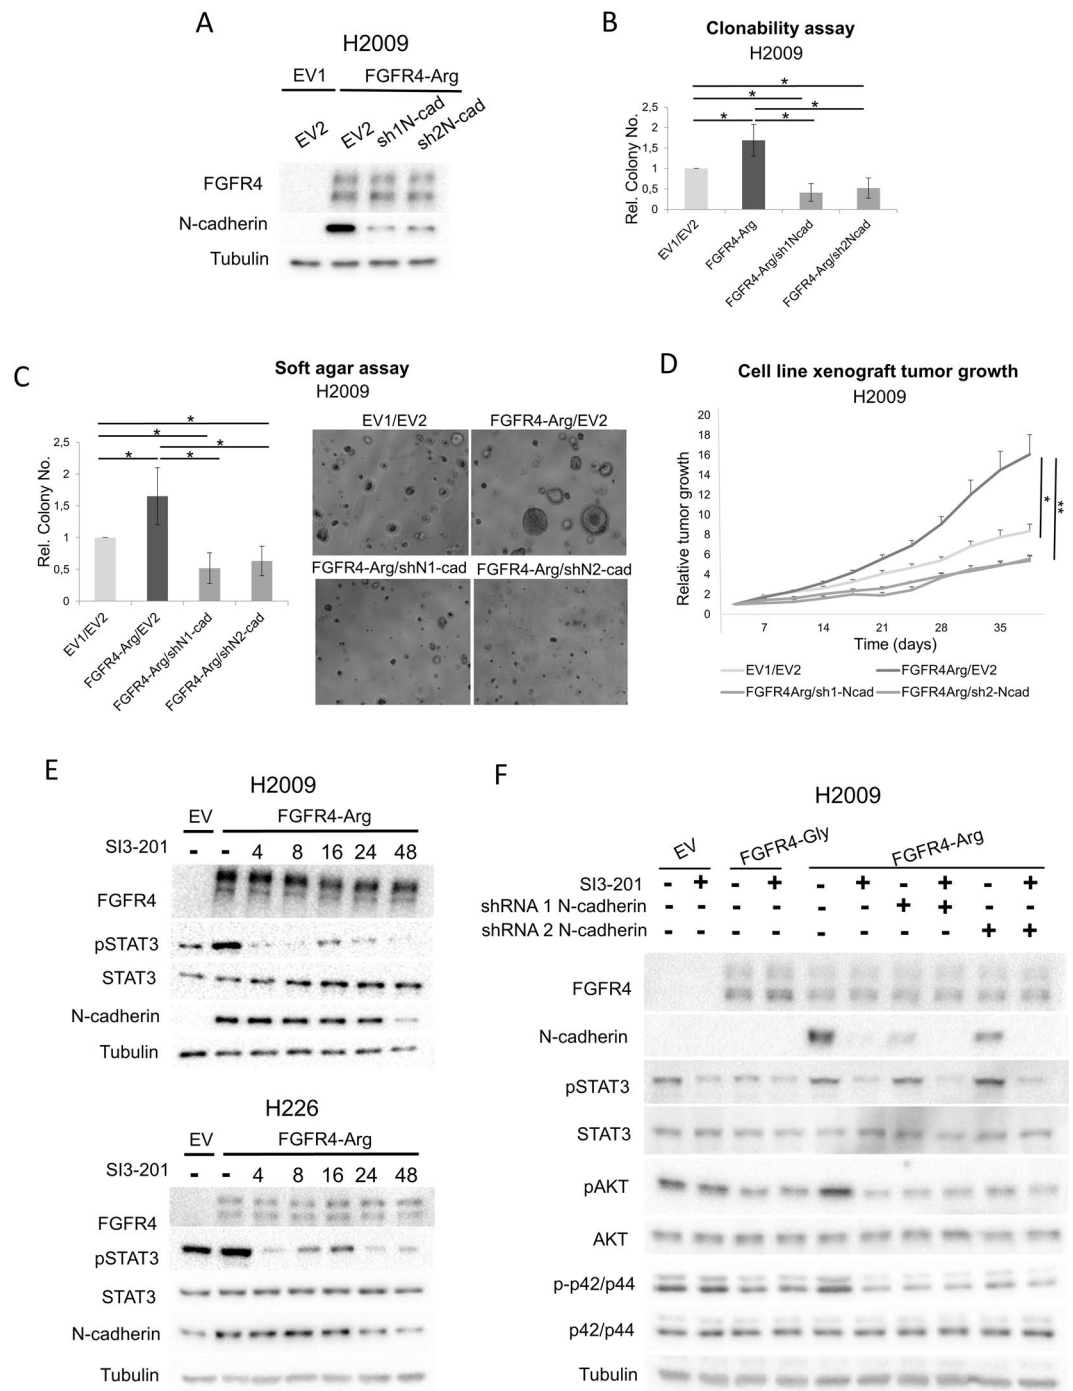 A
H2009
EV1 FGFR4-Arg
EV2 EV2 sh1N-cad sh2N-cad
FGFR4
N-cadherin
Tubulin
B
Clonability assay
H2009
*
*
*
* *
Rel. Colony No.
2,5
2
1,5
1
0,5
0
EV1/EV2 FGFR4-Arg FGFR4-Arg/sh1Ncad FGFR4-Arg/sh2Ncad
C
Soft agar assay
H2009
*
*
*
* *
Rel. Colony No.
2,5
2
1,5
1
0,5
0
EV1/EV2 FGFR4-Arg/EV2 FGFR4-Arg/shN1-cad FGFR4-Arg/shN2-cad
EV1/EV2 FGFR4-Arg/EV2
FGFR4-Arg/shN1-cad FGFR4-Arg/shN2-cad
D
Cell line xenograft tumor growth
H2009
Relative tumor growth
20
18
16
14
12
10
8
6
4
2
0
* **
7 14 21 28 35
Time (days)
EV1/EV2 FGFR4Arg/EV2
FGFR4Arg/sh1-Ncad FGFR4Arg/sh2-Ncad
E
H2009
EV FGFR4-Arg
SI3-201 - - 4 8 16 24 48
FGFR4
pSTAT3
STAT3
N-cadherin
Tubulin
H226
EV FGFR4-Arg
SI3-201 - - 4 8 16 24 48
FGFR4
pSTAT3
STAT3
N-cadherin
Tubulin
F
H2009
EV FGFR4-Gly FGFR4-Arg
SI3-201 - + - + - + - + - +
shRNA 1 N-cadherin - - - - - - + + - -
shRNA 2 N-cadherin - - - - - - - - + +
FGFR4
N-cadherin
pSTAT3
STAT3
pAKT
AKT
p-p42/p44
p42/p44
Tubulin